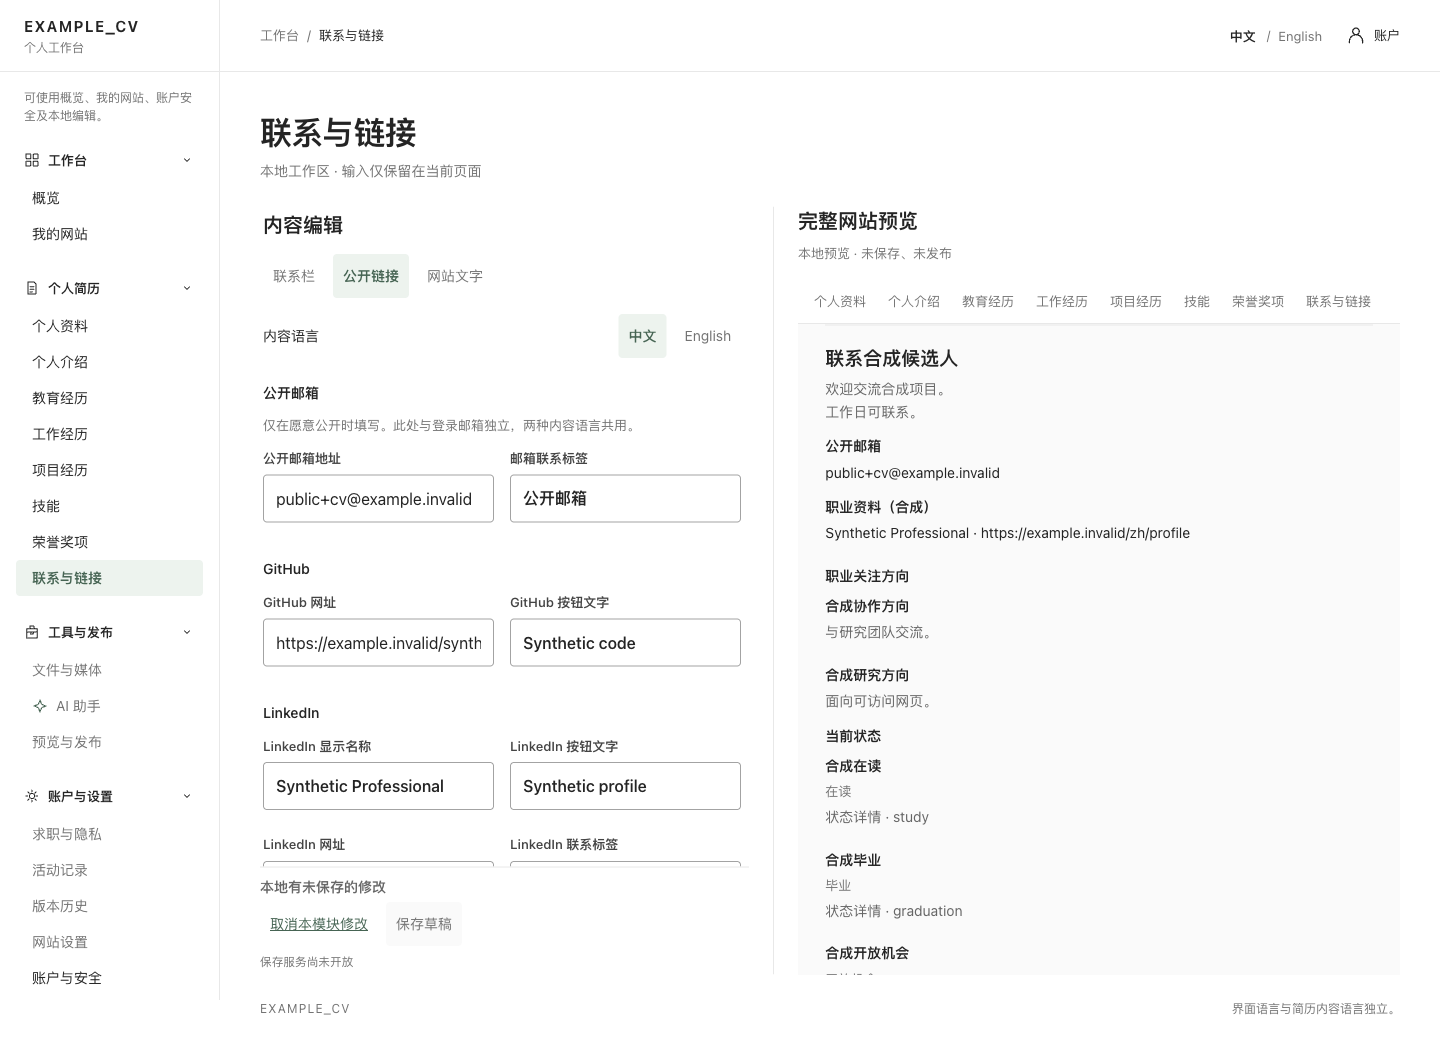 EXAMPLE_CV
个人工作台
可使用概览、我的网站、账户安
全及本地编辑。
工作台
概览
我的网站
个人简历
个人资料
个人介绍
教育经历
工作经历
项目经历
技能
荣誉奖项
联系与链接
工具与发布
文件与媒体
AI 助手
预览与发布
账户与设置
求职与隐私
活动记录
版本历史
网站设置
账户与安全
工作台 / 联系与链接
中文 / English 账户
联系与链接
本地工作区 · 输入仅保留在当前页面
内容编辑
联系栏 公开链接 网站文字
内容语言 中文 English
公开邮箱
仅在愿意公开时填写。此处与登录邮箱独立，两种内容语言共用。
公开邮箱地址 邮箱联系标签
public+cv@example.invalid 公开邮箱
GitHub
GitHub 网址 GitHub 按钮文字
https://example.invalid/synth Synthetic code
LinkedIn
LinkedIn 显示名称 LinkedIn 按钮文字
Synthetic Professional Synthetic profile
LinkedIn 网址 LinkedIn 联系标签
本地有未保存的修改
取消本模块修改 保存草稿
保存服务尚未开放
完整网站预览
本地预览 · 未保存、未发布
个人资料 个人介绍 教育经历 工作经历 项目经历 技能 荣誉奖项 联系与链接
联系合成候选人
欢迎交流合成项目。
工作日可联系。
公开邮箱
public+cv@example.invalid
职业资料（合成）
Synthetic Professional · https://example.invalid/zh/profile
职业关注方向
合成协作方向
与研究团队交流。
合成研究方向
面向可访问网页。
当前状态
合成在读
在读
状态详情 · study
合成毕业
毕业
状态详情 · graduation
合成开放机会
EXAMPLE_CV
界面语言与简历内容语言独立。